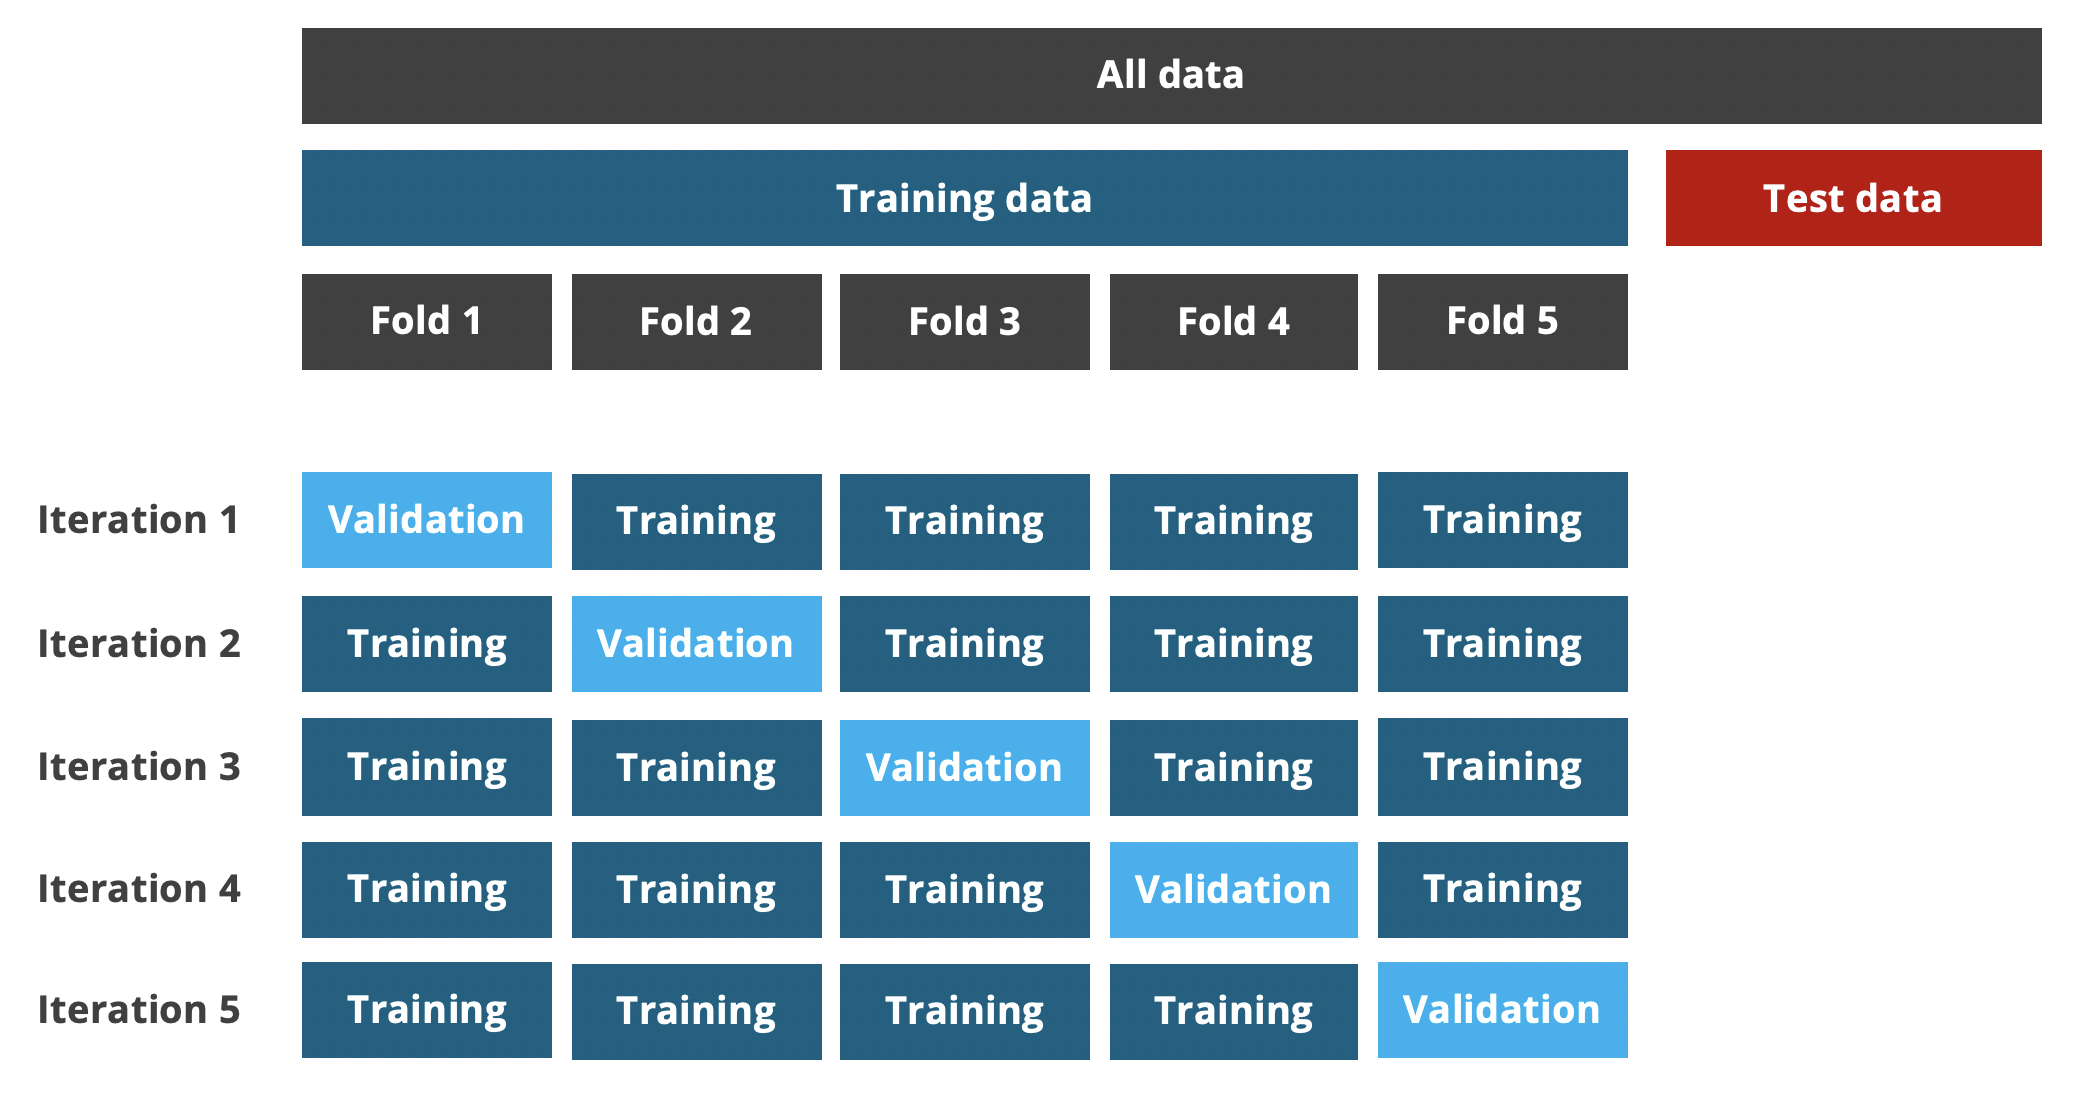 All data
Training data Test data
Fold 1 Fold 2 Fold 3 Fold 4 Fold 5
Iteration 1 Validation Training Training Training Training
Iteration 2 Training Validation Training Training Training
Iteration 3 Training Training Validation Training Training
Iteration 4 Training Training Training Validation Training
Iteration 5 Training Training Training Training Validation